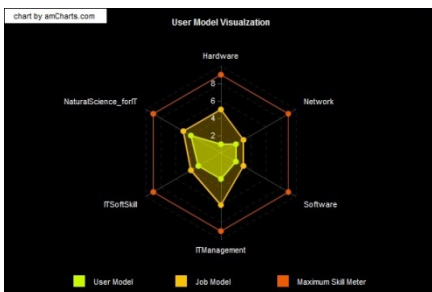 chart by amCharts.com
User Model Visualzation
Hardware
8
NaturalScience_forIT
Network
6
4
2
ITSoftSkill
Software
ITManagement
User Model
Job Model
Maximum Skill Meter